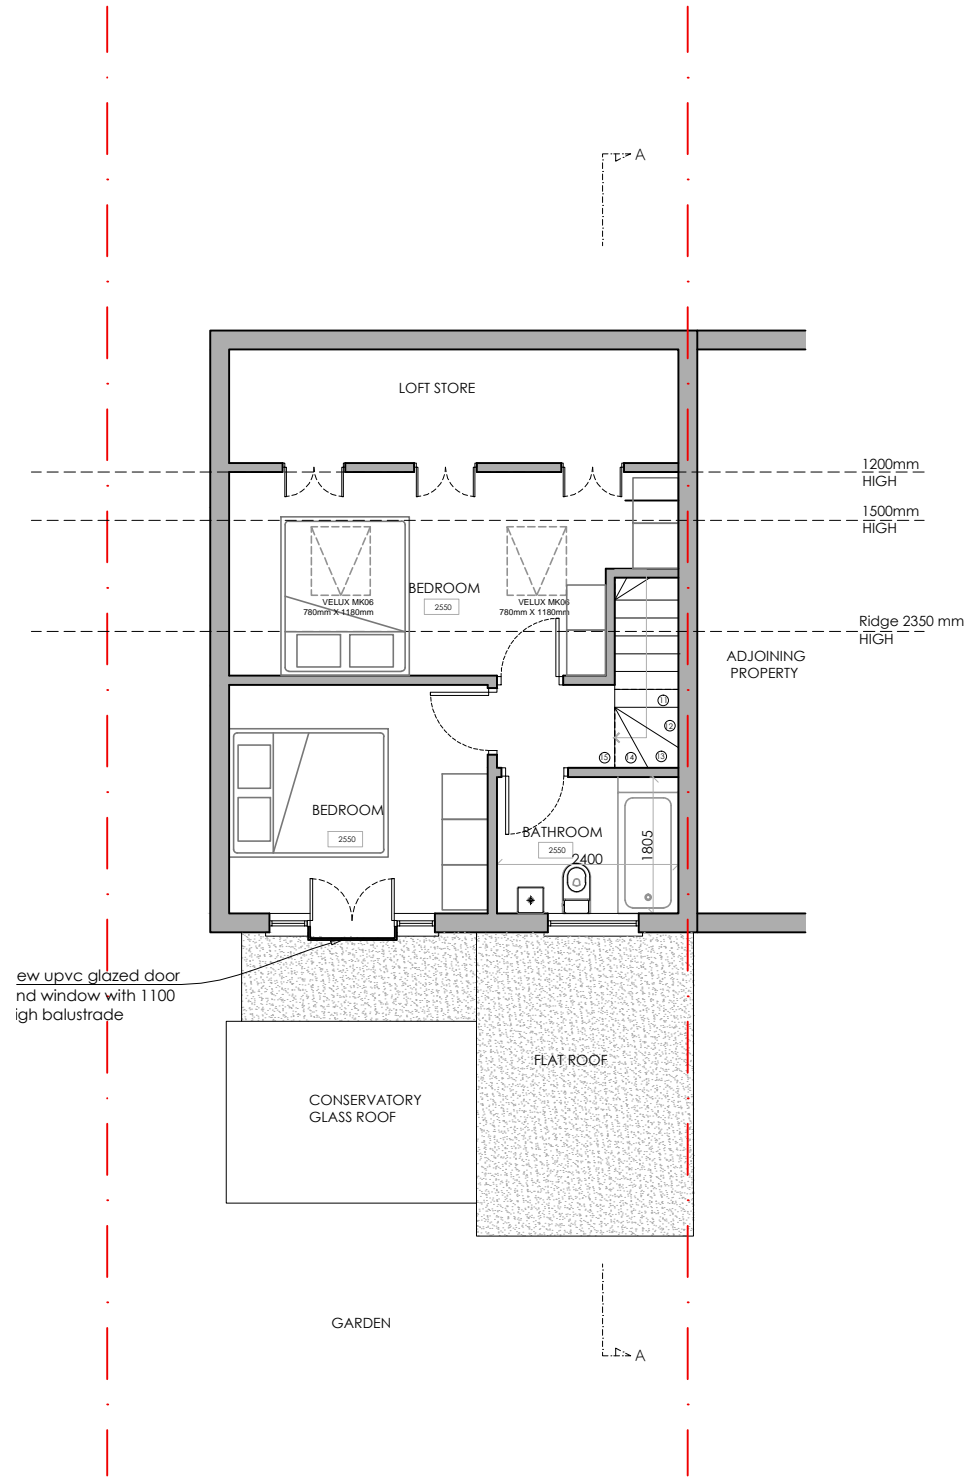 A
LOFT STORE
1200mm
HIGH
1500mm
HIGH
BEDROOM
2550
VELUX MK06
780mm X 1180mm
VELUX MK06
780mm X 1180mm
Ridge 2350 mm
HIGH
ADJOINING
PROPERTY
11
12
13
14
15
BEDROOM
2550
BATHROOM
2550
2400
1805
ew upvc glazed door
nd window with 1100
igh balustrade
FLAT ROOF
CONSERVATORY
GLASS ROOF
GARDEN
A